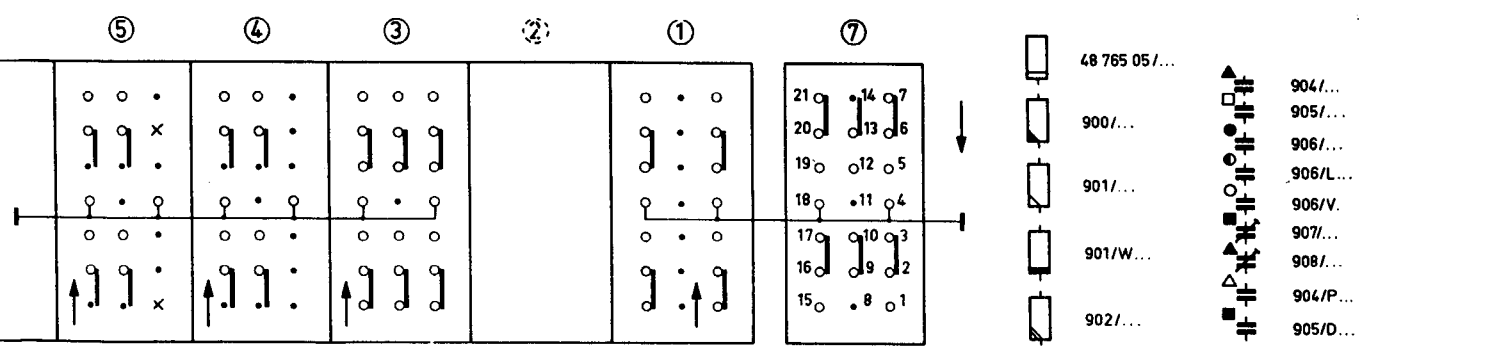 ⑤ ④ ③ ② ① ⑦
21 14 7
20 13 6
19 12 5
18 11 4
17 10 3
16 9 2
15 8 1
48 765 05/...
900/...
901/...
901/W...
902/...
904/...
905/...
906/...
906/L...
906/V.
907/...
908/...
904/P...
905/D...